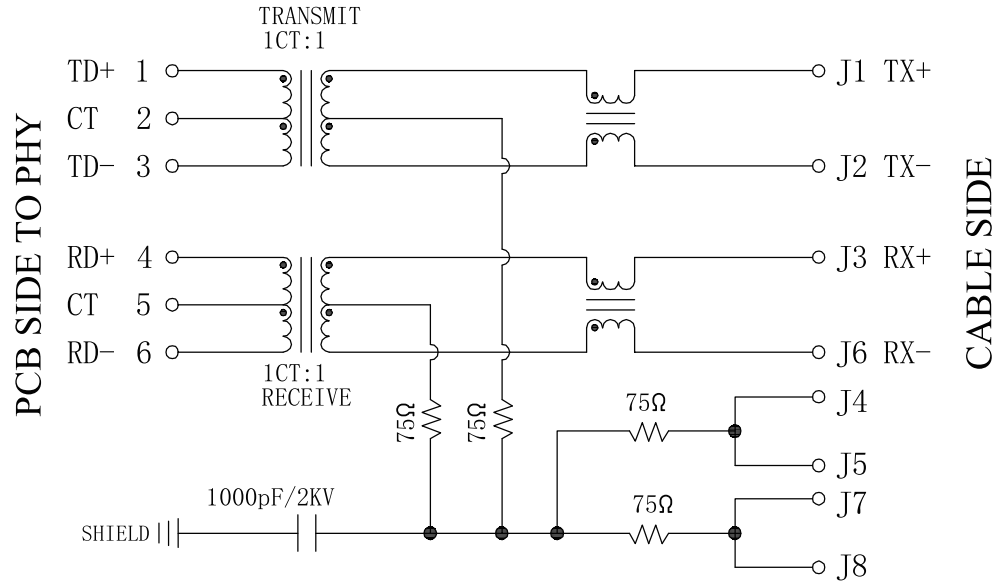 TRANSMIT
1CT:1
TD+ 1
CT 2
TD- 3
J1 TX+
J2 TX-
PCB SIDE TO PHY
CABLE SIDE
RD+ 4
CT 5
RD- 6
J3 RX+
J6 RX-
1CT:1
RECEIVE
75Ω
75Ω
75Ω
J4
J5
1000pF/2KV
75Ω
J7
SHIELD
J8